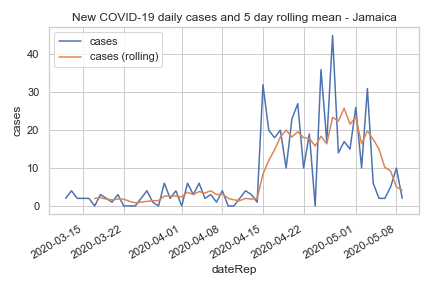 New COVID-19 daily cases and 5 day rolling mean - Jamaica
cases
cases (rolling)
cases
40
30
20
10
0
2020-03-15
2020-03-22
2020-04-01
2020-04-08
2020-04-15
2020-04-22
2020-05-01
2020-05-08
dateRep